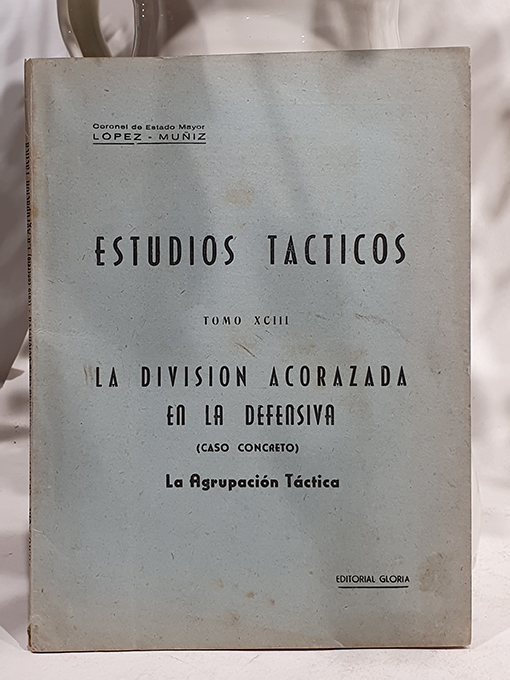 Coronel de Estado Mayor
LOPEZ - MUÑIZ
ESTUDIOS TACTICOS
TOMO XCIII
LA DIVISION ACORAZADA
EN LA DEFENSIVA
(CASO CONCRETO)
La Agrupación Táctica
EDITORIAL GLORIA